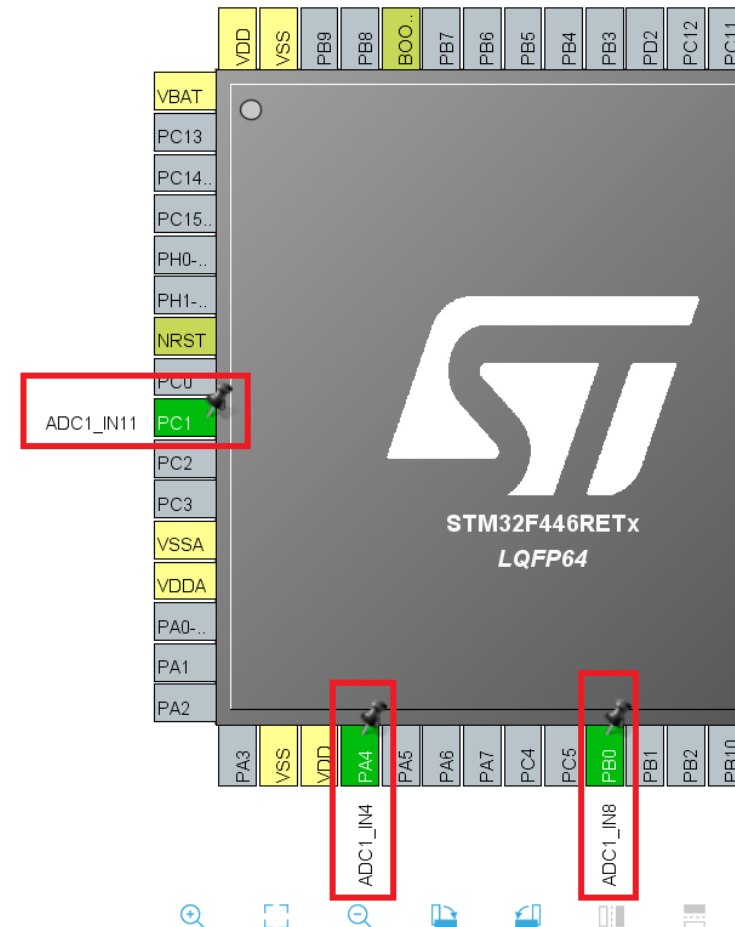 VDD
VSS
PB9
PB8
BOO..
PB7
PB6
PB5
PB4
PB3
PD2
PC12
PC11
VBAT
PC13
PC14..
PC15..
PH0-..
PH1-..
NRST
PC0
ADC1_IN11 PC1
PC2
PC3
VSSA
VDDA
PA0-..
PA1
PA2
STM32F446RETx
LQFP64
PA3
VSS
VDD
PA4
PA5
PA6
PA7
PC4
PC5
PB0
PB1
PB2
PB10
ADC1_IN4
ADC1_IN8